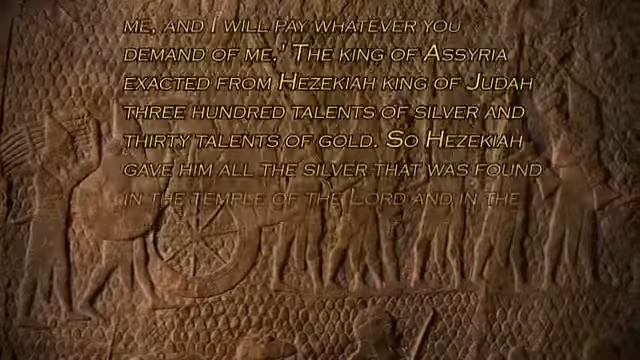 ME, AND I WILL PAY WHATEVER YOU
DEMAND OF ME.' THE KING OF ASSYRIA
EXACTED FROM HEZEKIAH KING OF JUDAH
THREE HUNDRED TALENTS OF SILVER AND
THIRTY TALENTS OF GOLD. SO HEZEKIAH
GAVE HIM ALL THE SILVER THAT WAS FOUND
IN THE TEMPLE OF THE LORD AND IN THE